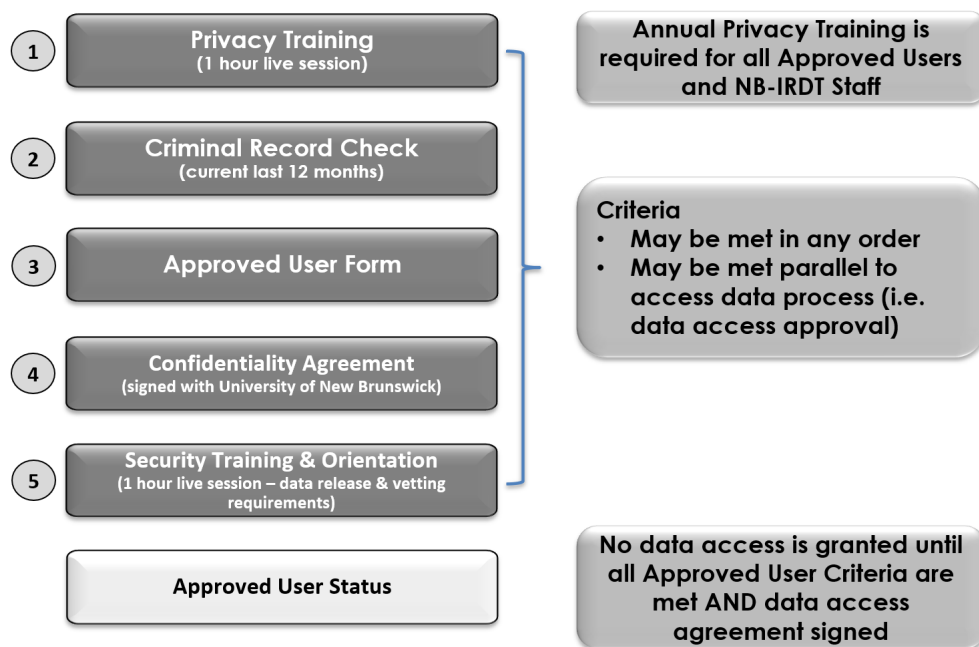 1
Privacy Training
(1 hour live session)
2
Criminal Record Check
(current last 12 months)
3
Approved User Form
4
Confidentiality Agreement
(signed with University of New Brunswick)
5
Security Training & Orientation
(1 hour live session – data release & vetting
requirements)
Approved User Status
Annual Privacy Training is
required for all Approved Users
and NB-IRDT Staff
Criteria
• May be met in any order
• May be met parallel to
access data process (i.e.
data access approval)
No data access is granted until
all Approved User Criteria are
met AND data access
agreement signed